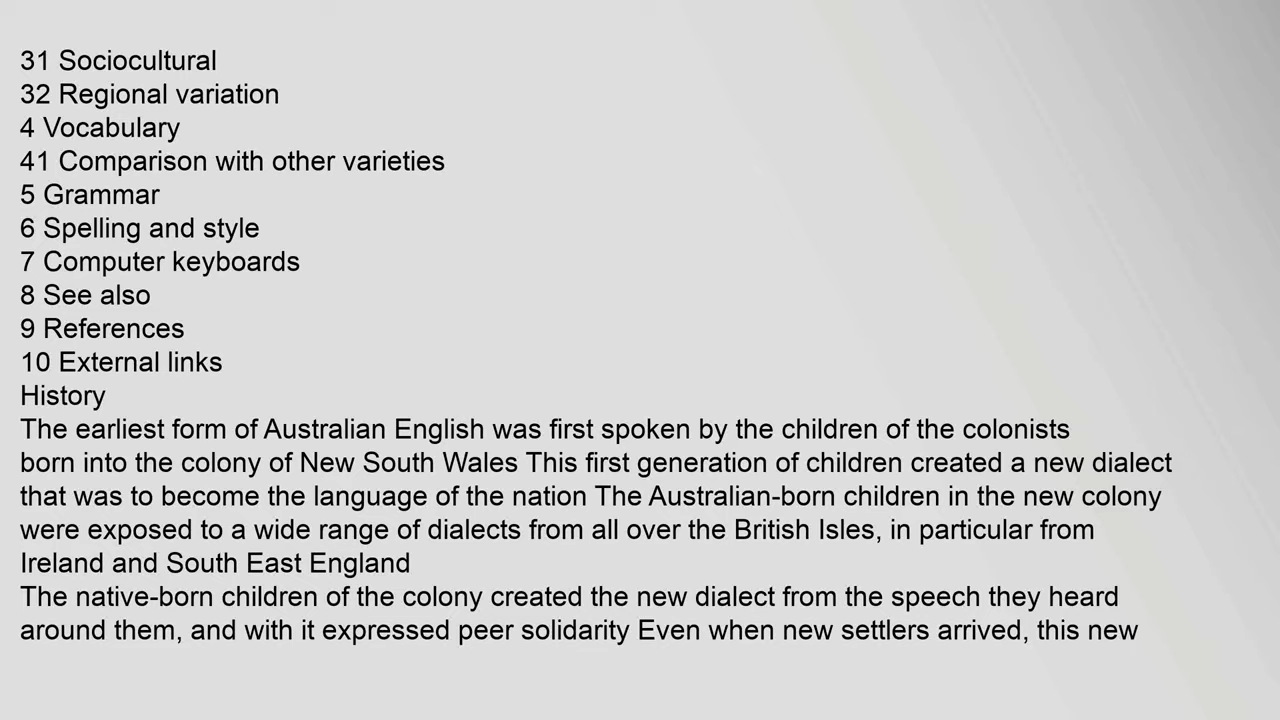 31 Sociocultural
32 Regional variation
4 Vocabulary
41 Comparison with other varieties
5 Grammar
6 Spelling and style
7 Computer keyboards
8 See also
9 References
10 External links
History
The earliest form of Australian English was first spoken by the children of the colonists
born into the colony of New South Wales This first generation of children created a new dialect
that was to become the language of the nation The Australian-born children in the new colony
were exposed to a wide range of dialects from all over the British Isles, in particular from
Ireland and South East England
The native-born children of the colony created the new dialect from the speech they heard
around them, and with it expressed peer solidarity Even when new settlers arrived, this new